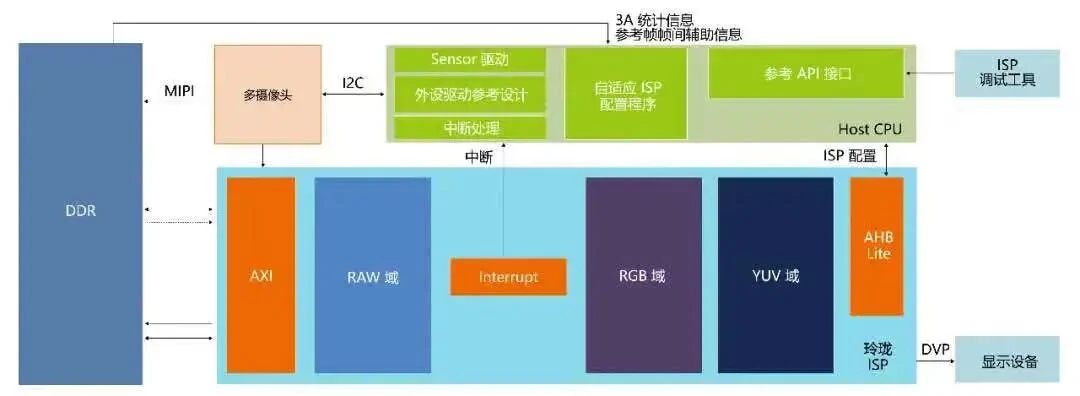 3A 统计信息
参考帧帧间辅助信息
DDR
MIPI
多摄像头
I2C
Sensor 驱动
外设驱动参考设计
中断处理
自适应 ISP
配置程序
参考 API 接口
Host CPU
ISP
调试工具
中断
ISP 配置
AXI
RAW 域
Interrupt
RGB 域
YUV 域
AHB
Lite
玲珑
ISP
DVP
显示设备